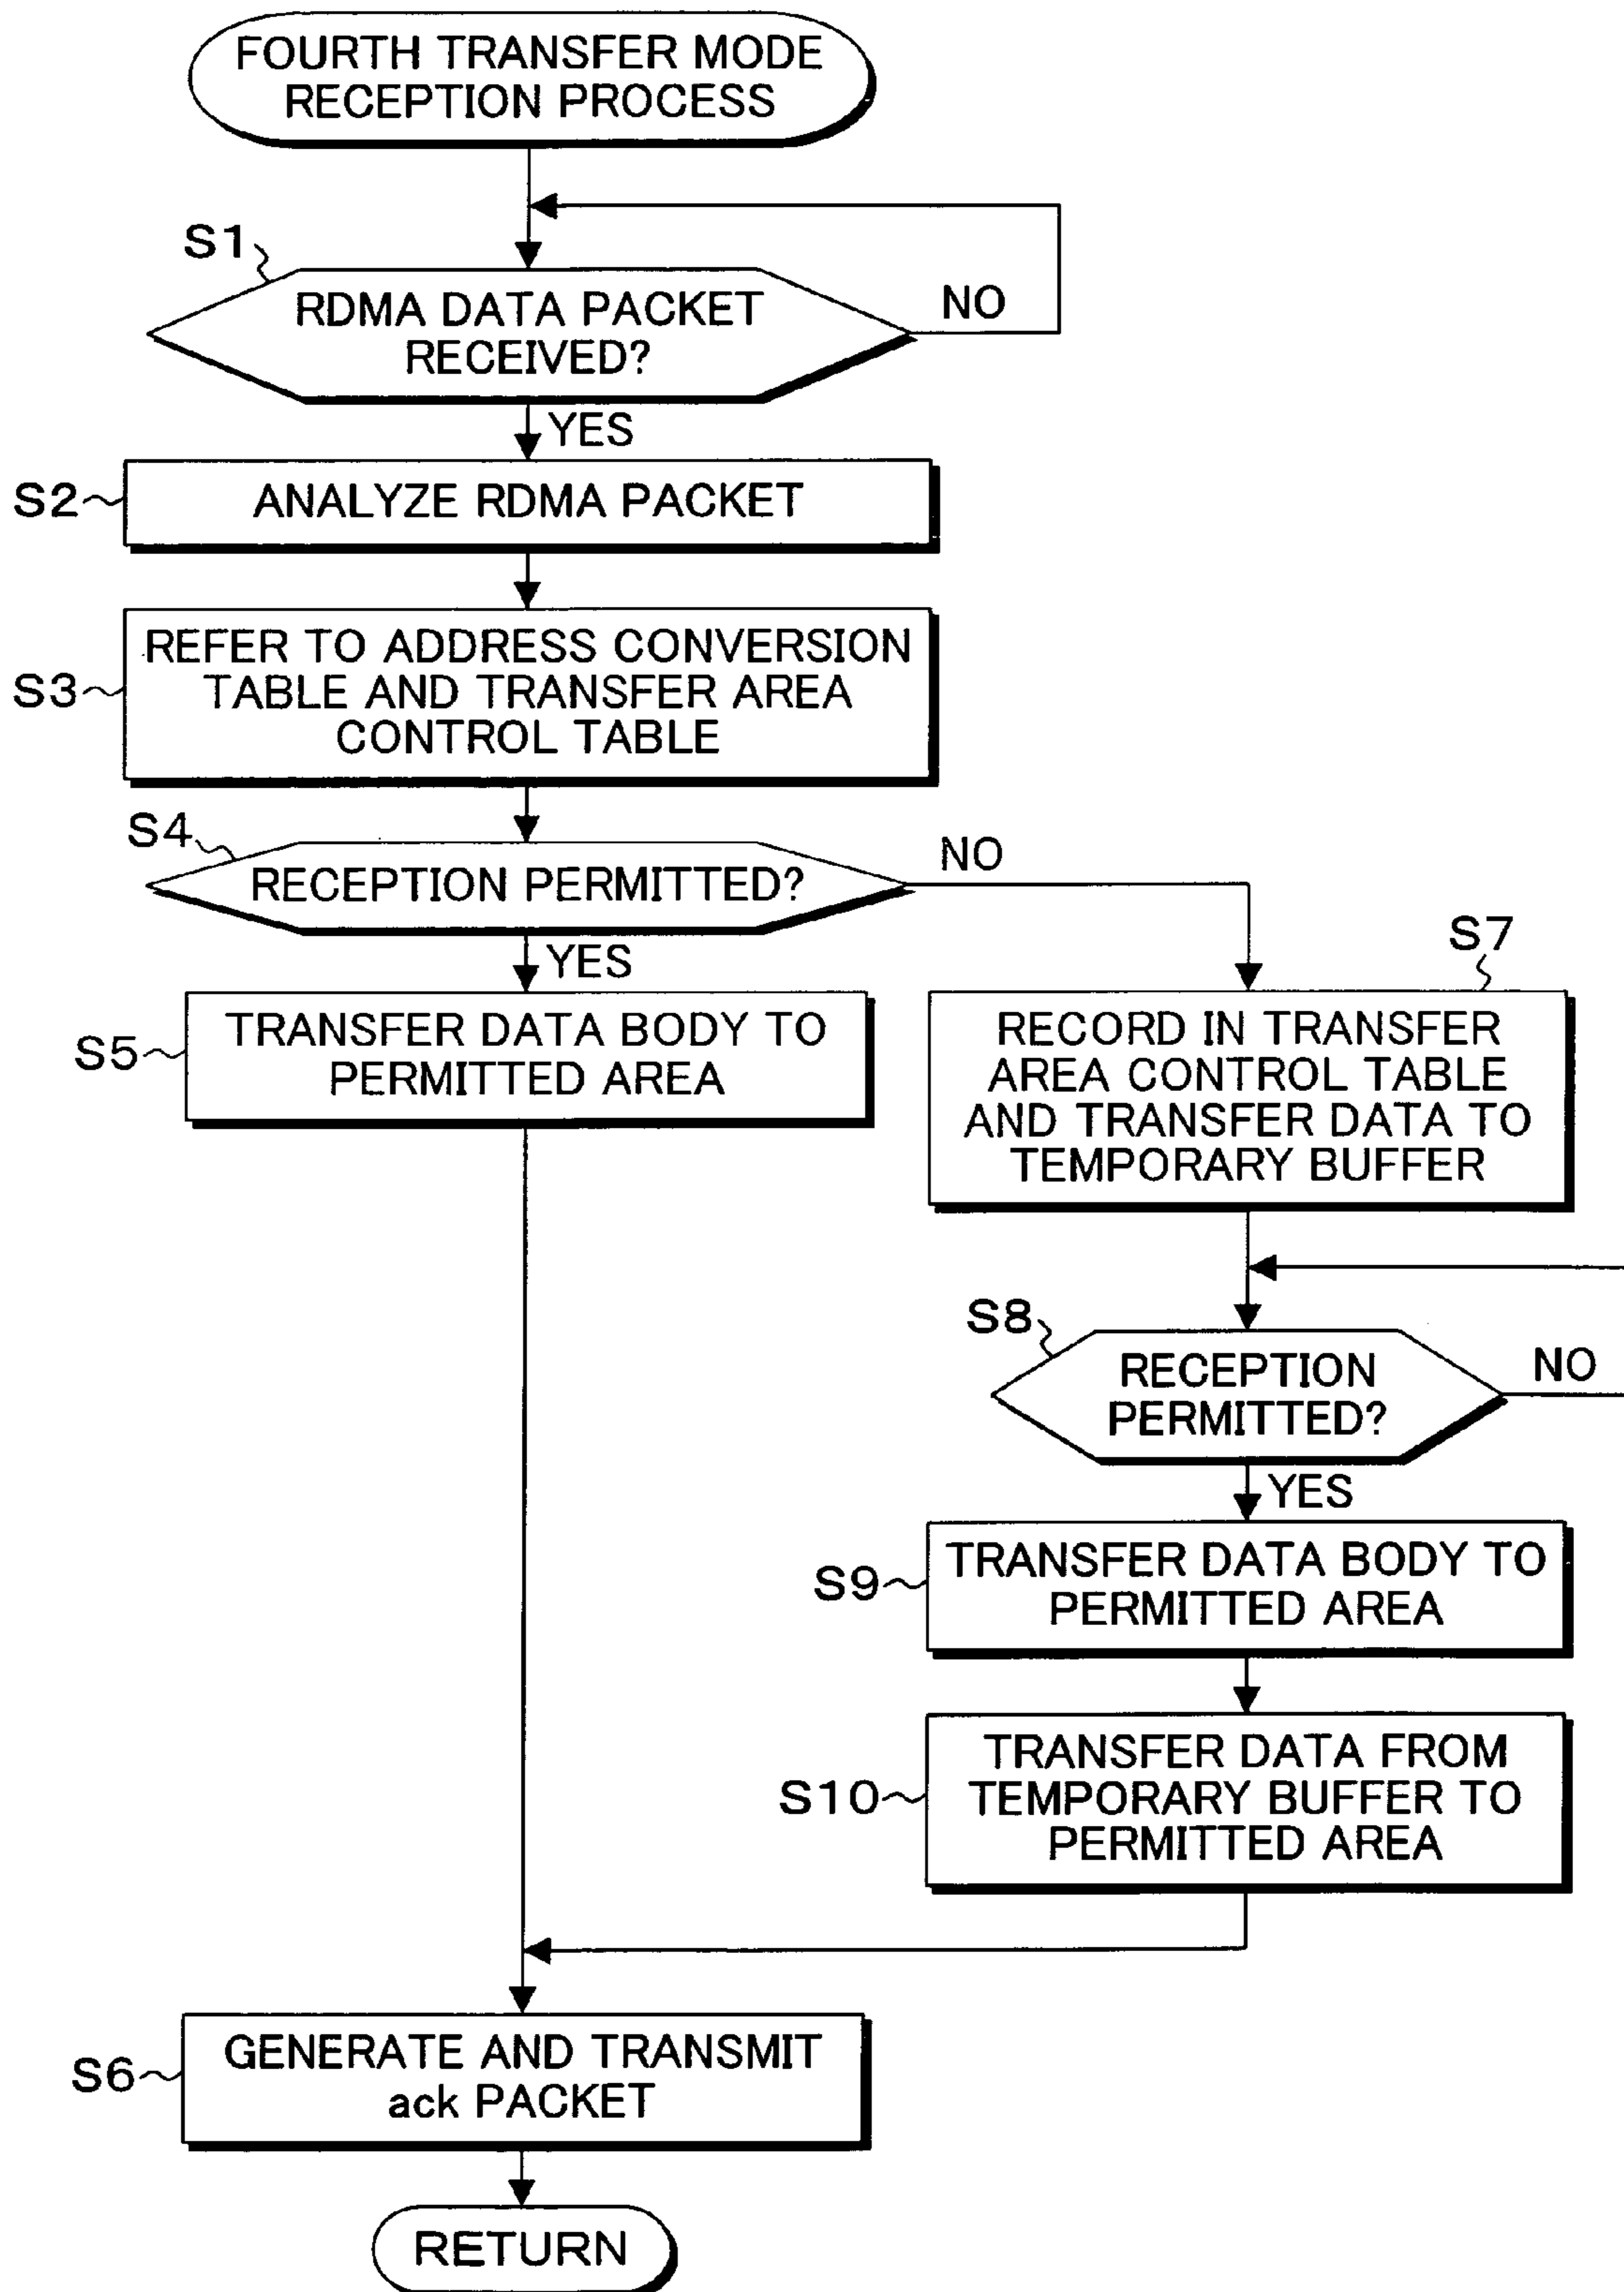 FOURTH TRANSFER MODE
RECEPTION PROCESS
S1
RDMA DATA PACKET
RECEIVED?
NO
YES
S2
ANALYZE RDMA PACKET
S3
REFER TO ADDRESS CONVERSION
TABLE AND TRANSFER AREA
CONTROL TABLE
S4
RECEPTION PERMITTED?
NO
YES
S5
TRANSFER DATA BODY TO
PERMITTED AREA
S7
RECORD IN TRANSFER
AREA CONTROL TABLE
AND TRANSFER DATA TO
TEMPORARY BUFFER
S8
RECEPTION
PERMITTED?
NO
YES
S9
TRANSFER DATA BODY TO
PERMITTED AREA
S10
TRANSFER DATA FROM
TEMPORARY BUFFER TO
PERMITTED AREA
S6
GENERATE AND TRANSMIT
ack PACKET
RETURN